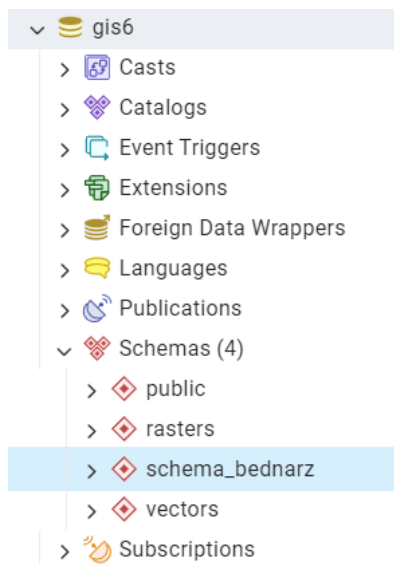 gis6
Casts
Catalogs
Event Triggers
Extensions
Foreign Data Wrappers
Languages
Publications
Schemas (4)
public
rasters
schema_bednarz
vectors
Subscriptions